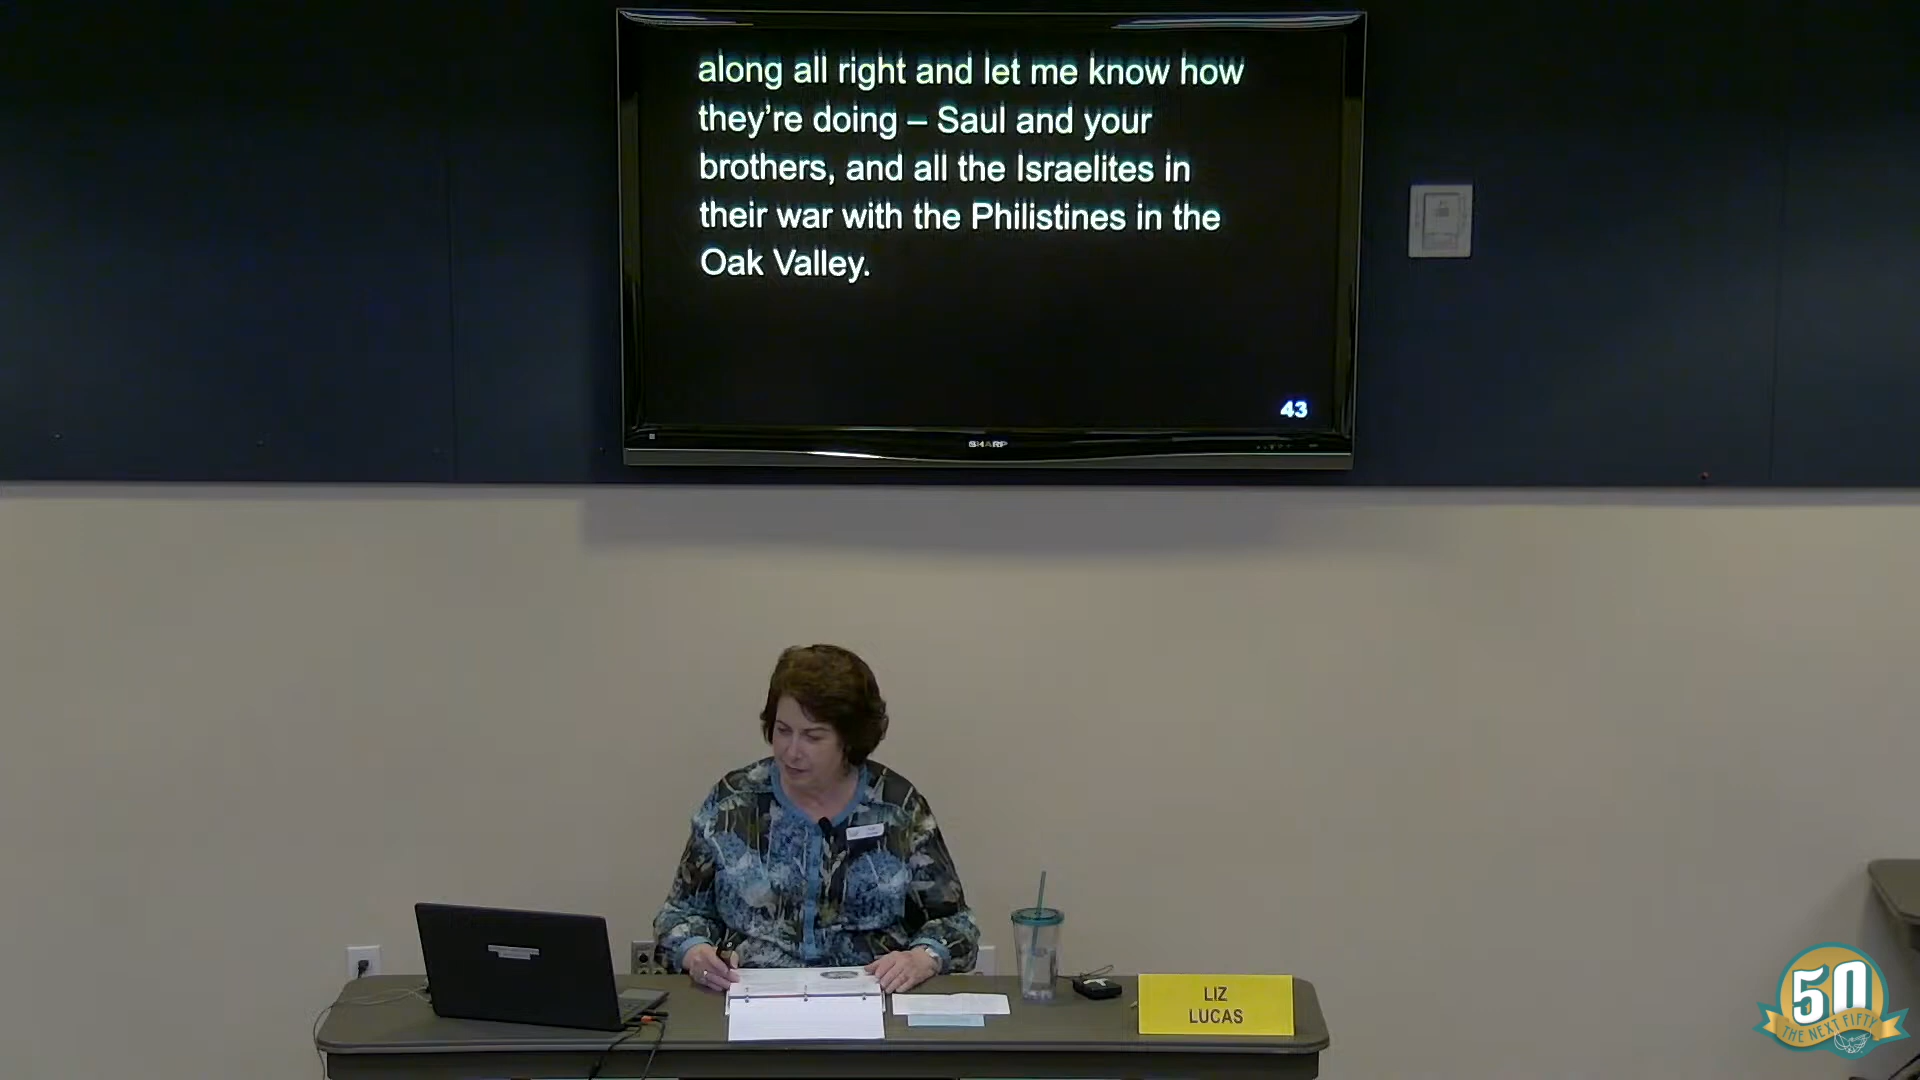 along all right and let me know how
they're doing – Saul and your
brothers, and all the Israelites in
their war with the Philistines in the
Oak Valley.
43
SHARP
LIZ
LUCAS
50
THE NEXT FIFTY